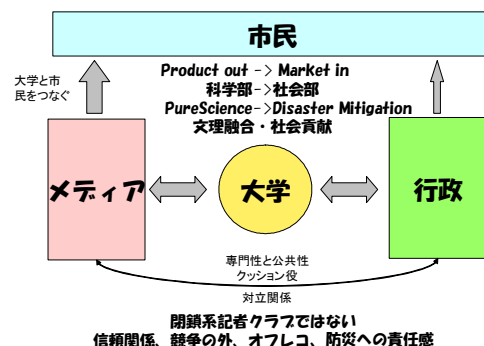 市民
大学と市
民をつなぐ
Product out -> Market in
科学部->社会部
PureScience->Disaster Mitigation
文理融合・社会貢献
メディア
大学
行政
専門性と公共性
クッション役
対立関係
閉鎖系記者クラブではない
信頼関係、競争の外、オフレコ、防災への責任感